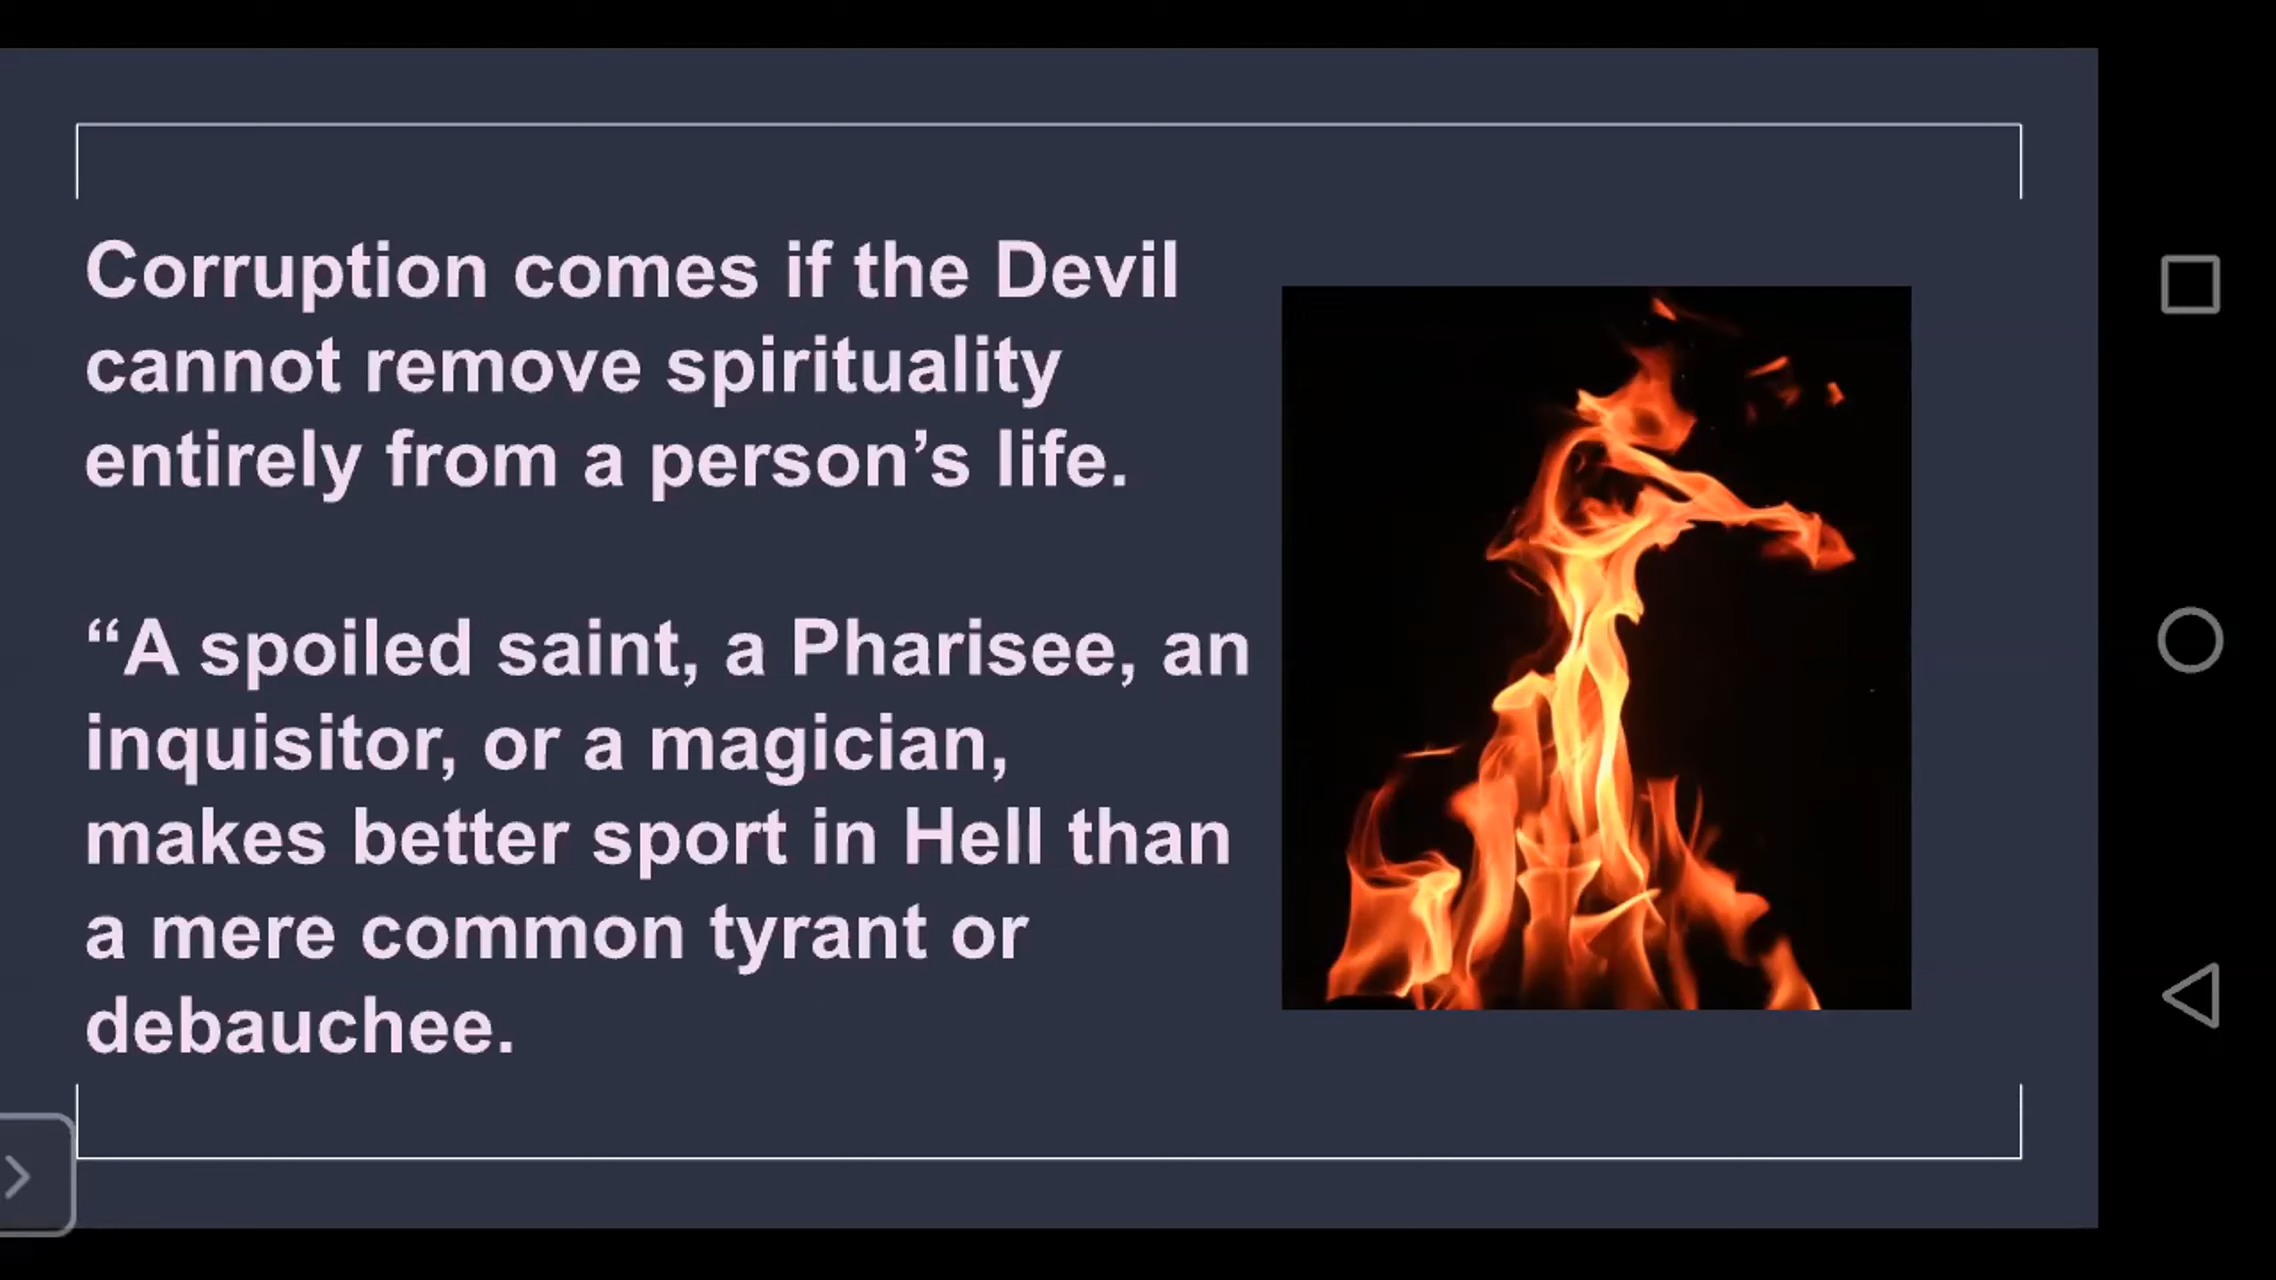 Corruption comes if the Devil
cannot remove spirituality
entirely from a person’s life.
“A spoiled saint, a Pharisee, an
inquisitor, or a magician,
makes better sport in Hell than
a mere common tyrant or
debauchee.